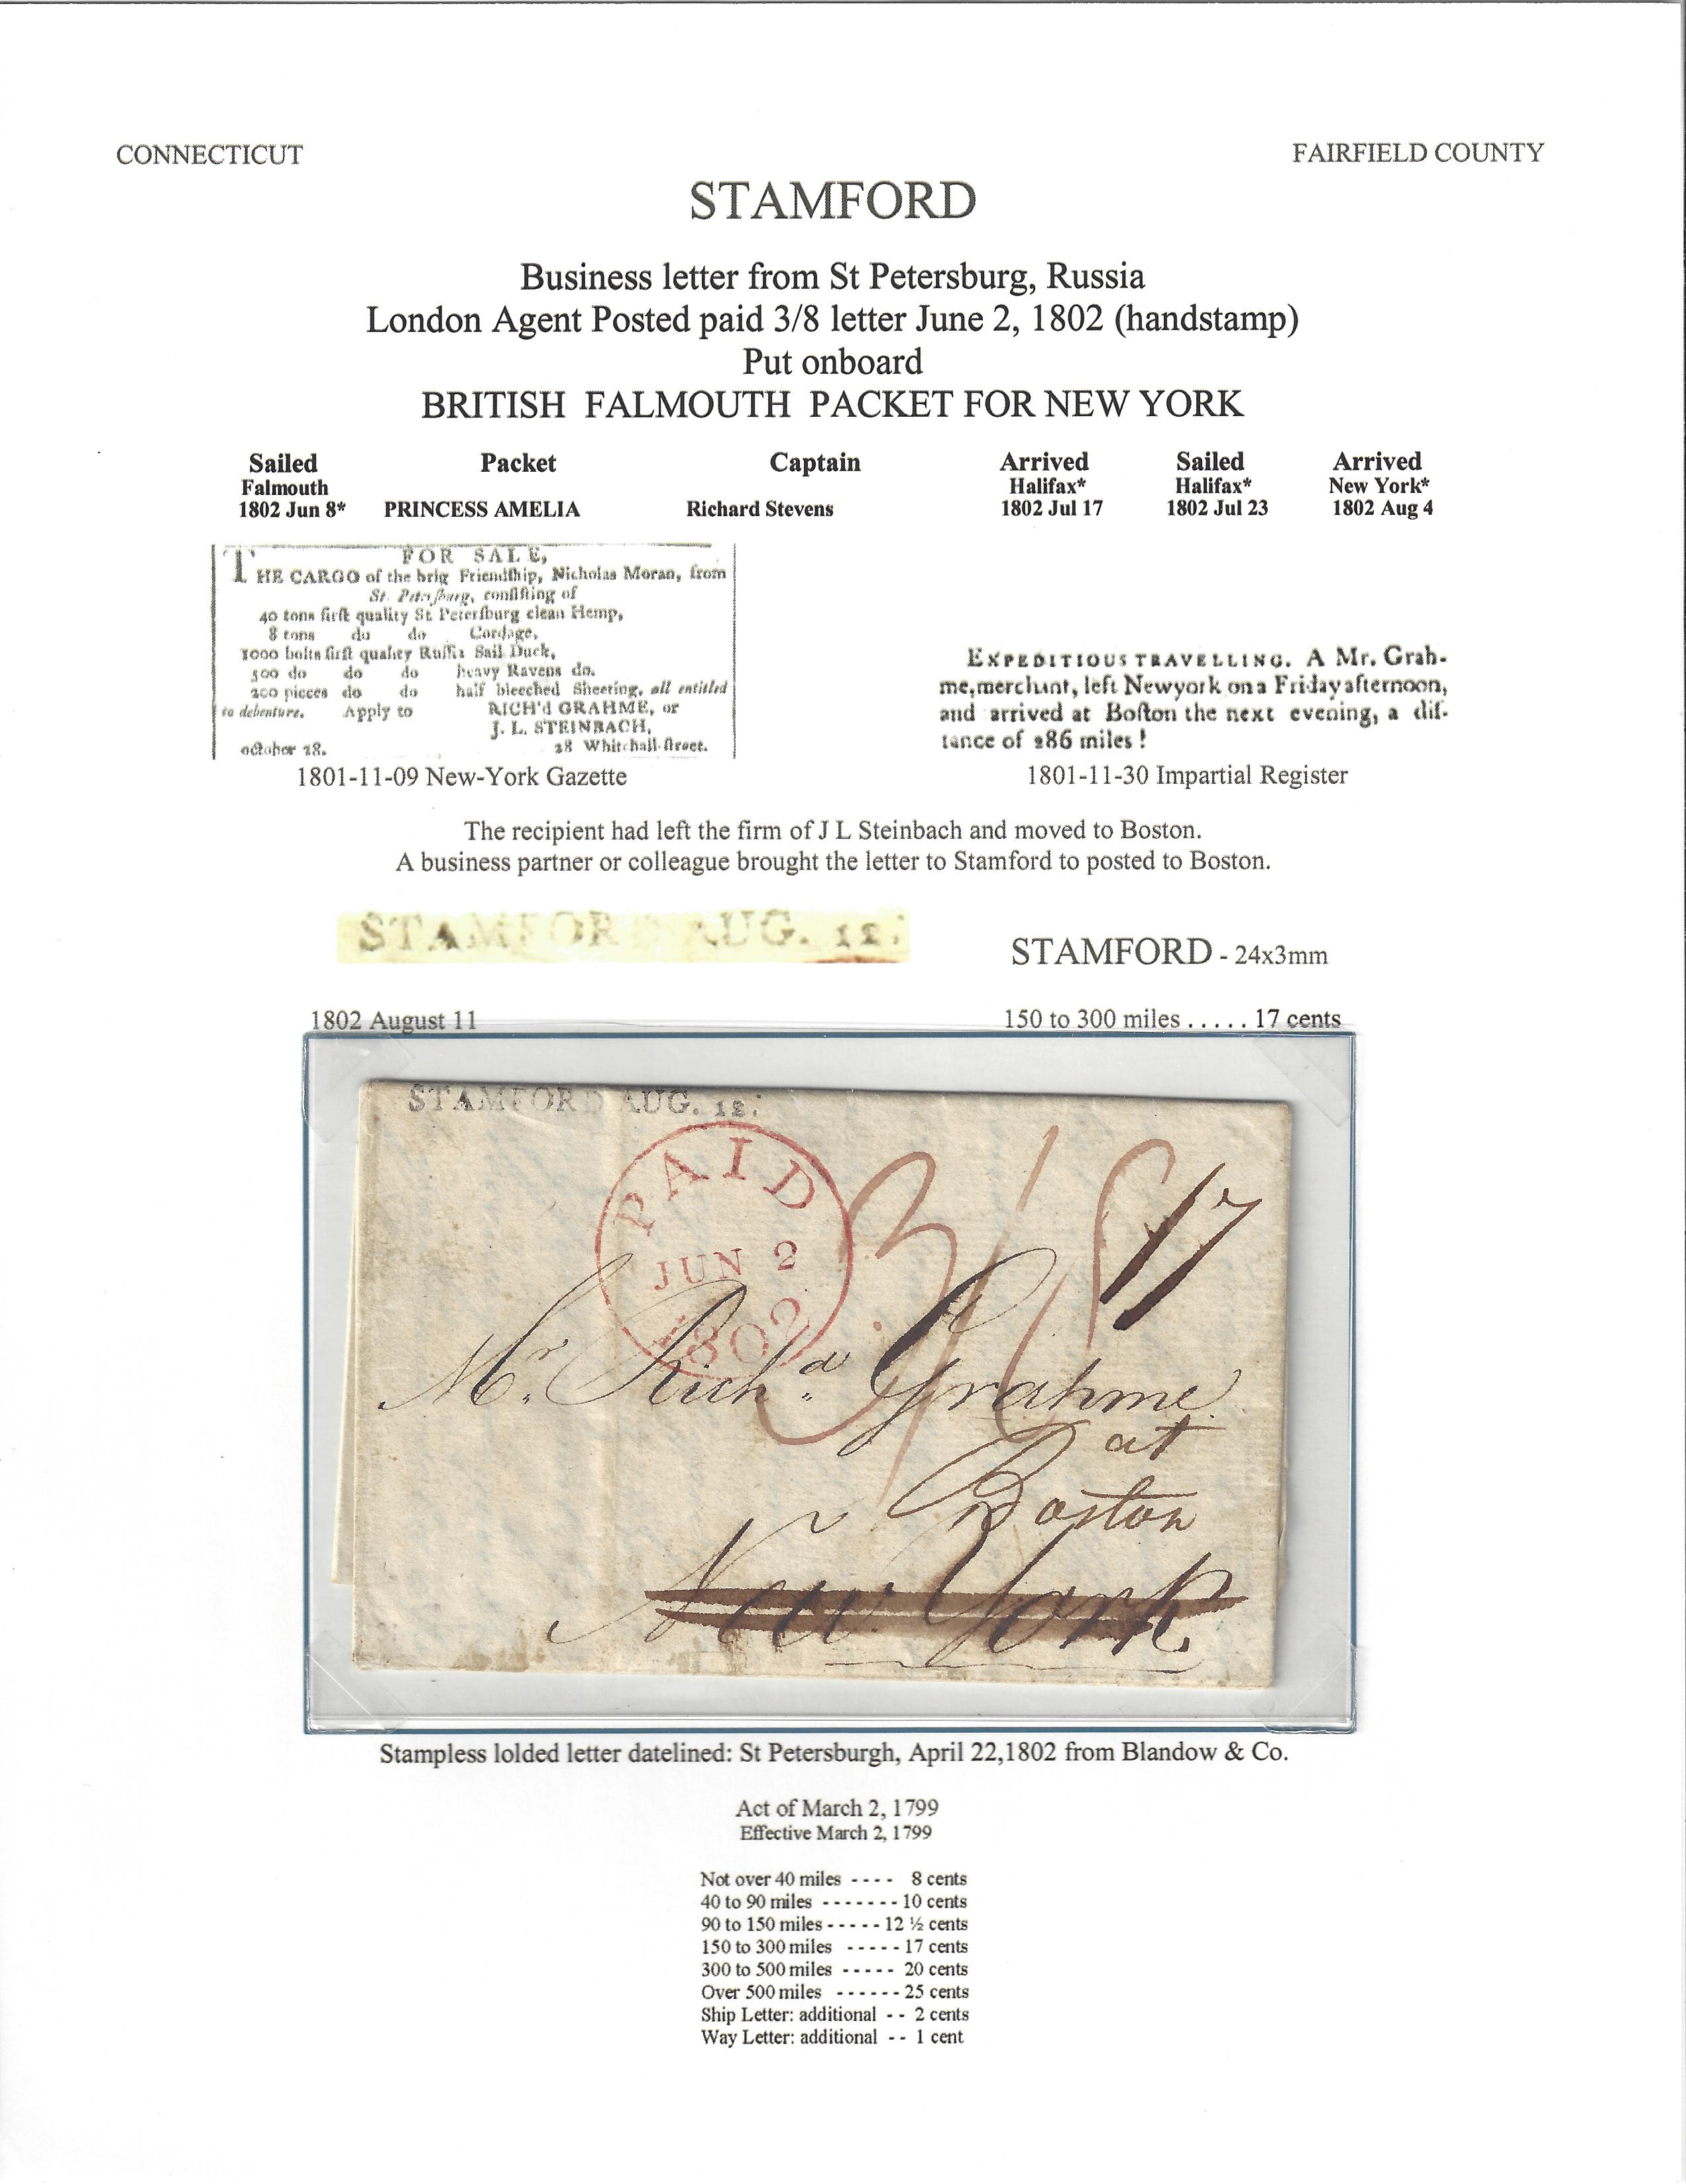 CONNECTICUT
FAIRFIELD COUNTY
STAMFORD
Business letter from St Petersburg, Russia
London Agent Posted paid 3/8 letter June 2, 1802 (handstamp)
Put onboard
BRITISH FALMOUTH PACKET FOR NEW YORK
Sailed Packet Captain Arrived Sailed Arrived
Falmouth Halifax* Halifax* New York*
1802 Jun 8* PRINCESS AMELIA Richard Stevens 1802 Jul 17 1802 Jul 23 1802 Aug 4
FOR SALE,
THE CARGO of the brig Friendſhip, Nicholas Moran, from
St. Peterſburg, conſiſting of
40 tons firſt quality St Peterſburg clean Hemp,
8 tons do do Cordage,
1000 bolts firſt quality Ruſſia Sail Duck,
500 do do do heavy Ravens do.
200 pieces do do half bleeched Sheeting, all entitled
to debenture. Apply to RICH'd GRAHME, or
J. L. STEINBACH,
october 28. 28 Whitehall-ſtreet.
1801-11-09 New-York Gazette
EXPEDITIOUS TRAVELLING. A Mr. Grah-
me, merchant, left Newyork on a Friday afternoon,
and arrived at Boſton the next evening, a diſ-
tance of 286 miles!
1801-11-30 Impartial Register
The recipient had left the firm of J L Steinbach and moved to Boston.
A business partner or colleague brought the letter to Stamford to posted to Boston.
STAMFORD AUG. 12.
STAMFORD - 24x3mm
1802 August 11
150 to 300 miles . . . . . 17 cents
STAMFORD AUG. 12.
PAID
JUN 2
1802
3/8
17
Mr. Richd Grahme
at
Boston
New York
Stampless lolded letter datelined: St Petersburgh, April 22,1802 from Blandow & Co.
Act of March 2, 1799
Effective March 2, 1799
Not over 40 miles - - - - 8 cents
40 to 90 miles - - - - - - - 10 cents
90 to 150 miles - - - - - 12 ½ cents
150 to 300 miles - - - - - 17 cents
300 to 500 miles - - - - - 20 cents
Over 500 miles - - - - - - 25 cents
Ship Letter: additional - - 2 cents
Way Letter: additional - - 1 cent